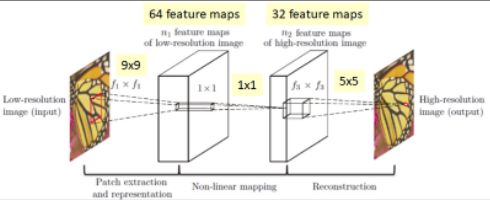 64 feature maps
32 feature maps
n₁ feature maps
of low-resolution image
n₂ feature maps
of high-resolution image
9x9
f₁ × f₁
1×1
1x1
f₃ × f₃
5x5
Low-resolution
image (input)
High-resolution
image (output)
Patch extraction
and representation
Non-linear mapping
Reconstruction